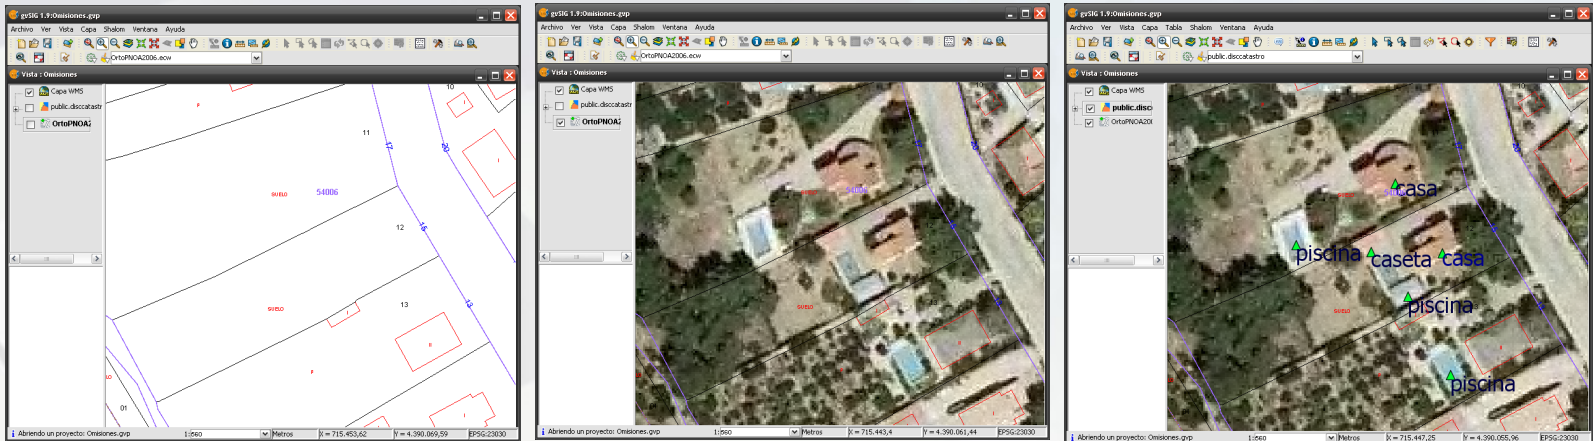 gvSIG 1.9:Omisiones.gvp
Archivo Ver Vista Capa Shalom Ventana Ayuda
OrtoPNOA2006.ecw
Vista : Omisiones
Capa WMS
public.disccatastr
OrtoPNOA2
10
11
17
20
I
SUELO
54006
12
16
SUELO
13
13
I
II
P
01
I
Abriendo un proyecto: Omisiones.gvp
1:560
Metros
X = 715.453,62
Y = 4.390.069,59
EPSG:23030
gvSIG 1.9:Omisiones.gvp
Archivo Ver Vista Capa Shalom Ventana Ayuda
OrtoPNOA2006.ecw
Vista : Omisiones
Capa WMS
public.disccatastr
OrtoPNOA2
54006
SUELO
Abriendo un proyecto: Omisiones.gvp
1:560
Metros
X = 715.443,4
Y = 4.390.061,44
EPSG:23030
gvSIG 1.9:Omisiones.gvp
Archivo Ver Vista Capa Tabla Shalom Ventana Ayuda
public.disccatastro
Vista : Omisiones
Capa WMS
public.disc
OrtoPNOA20
casa
piscina
caseta
casa
SUELO
piscina
piscina
Abriendo un proyecto: Omisiones.gvp
1:560
Metros
X = 715.447,25
Y = 4.390.055,96
EPSG:23030